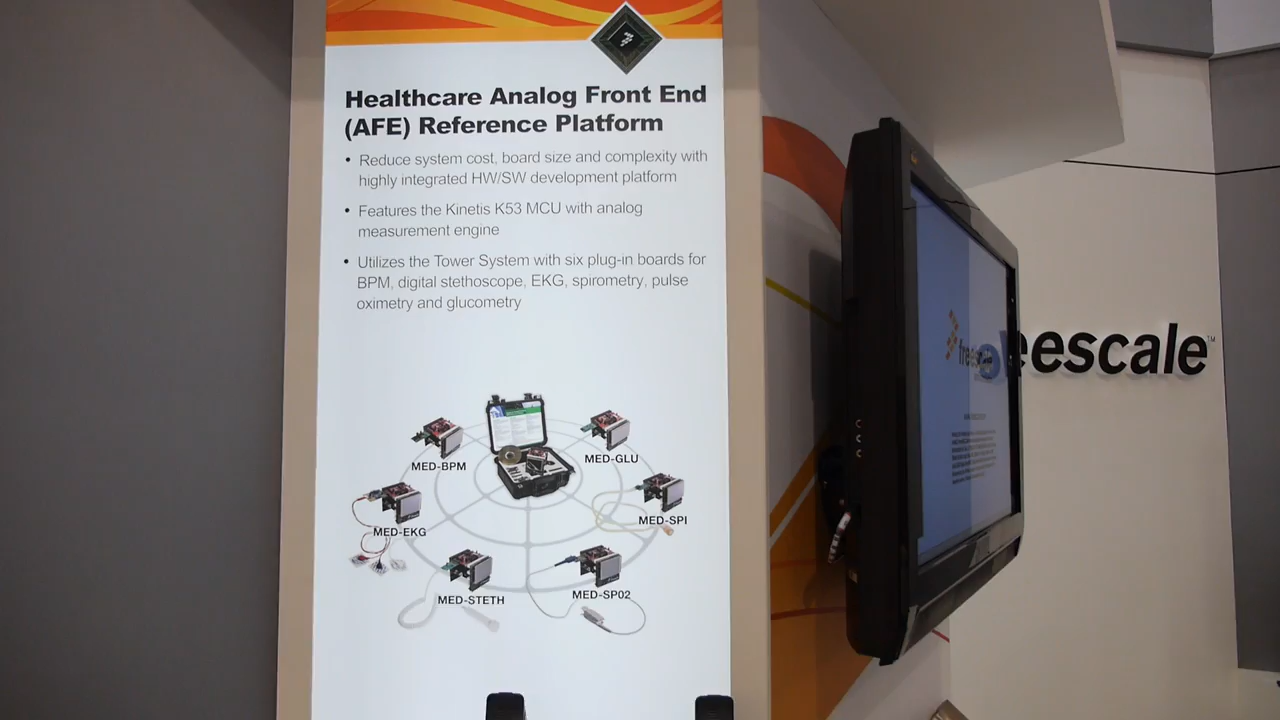 Healthcare Analog Front End
(AFE) Reference Platform
• Reduce system cost, board size and complexity with
highly integrated HW/SW development platform
• Features the Kinetis K53 MCU with analog
measurement engine
• Utilizes the Tower System with six plug-in boards for
BPM, digital stethoscope, EKG, spirometry, pulse
oximetry and glucometry
MED-BPM
MED-GLU
MED-EKG
MED-SPI
MED-STETH
MED-SP02
eescale™